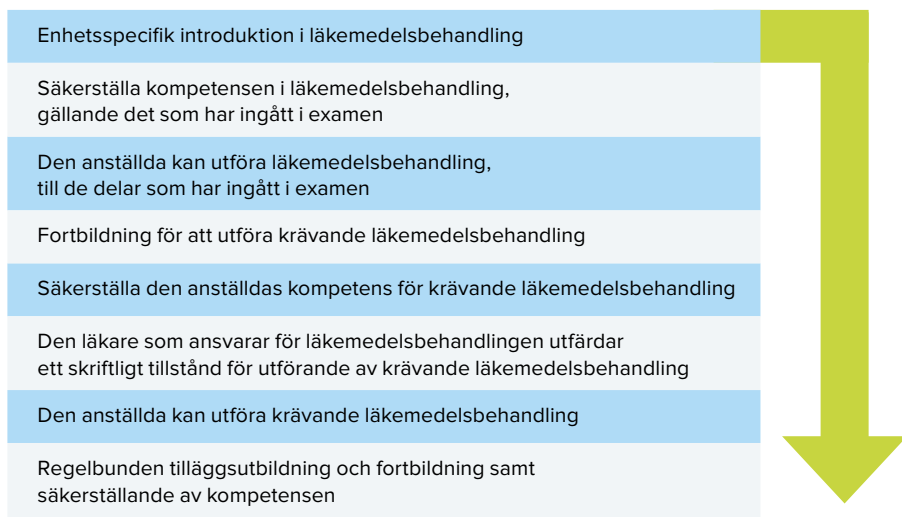 Enhetsspecifik introduktion i läkemedelsbehandling
Säkerställa kompetensen i läkemedelsbehandling,
gällande det som har ingått i examen
Den anställda kan utföra läkemedelsbehandling,
till de delar som har ingått i examen
Fortbildning för att utföra krävande läkemedelsbehandling
Säkerställa den anställdas kompetens för krävande läkemedelsbehandling
Den läkare som ansvarar för läkemedelsbehandlingen utfärdar
ett skriftligt tillstånd för utförande av krävande läkemedelsbehandling
Den anställda kan utföra krävande läkemedelsbehandling
Regelbunden tilläggsutbildning och fortbildning samt
säkerställande av kompetensen